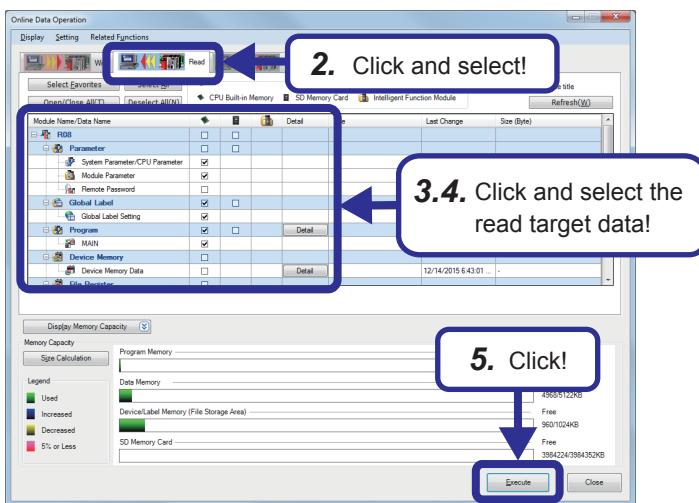 Online Data Operation
Display Setting Related Functions
Read
2. Click and select!
Select Favorites
CPU Built-in Memory SD Memory Card Intelligent Function Module
title
Open/Close All(T) Deselect All(N)
Refresh(W)
Module Name/Data Name Detail Last Change Size (Byte)
R08
Parameter
System Parameter/CPU Parameter
Module Parameter
Remote Password
Global Label
Global Label Setting
Program Detail
MAIN
Device Memory
Device Memory Data Detail 12/14/2015 6:43:01 ... -
File Register
3.4. Click and select the
read target data!
Display Memory Capacity
Memory Capacity
Size Calculation
Program Memory
5. Click!
Legend
Used
Increased
Decreased
5% or Less
Data Memory
4968/5122KB
Device/Label Memory (File Storage Area)
Free
960/1024KB
SD Memory Card
Free
3984224/3984352KB
Execute Close